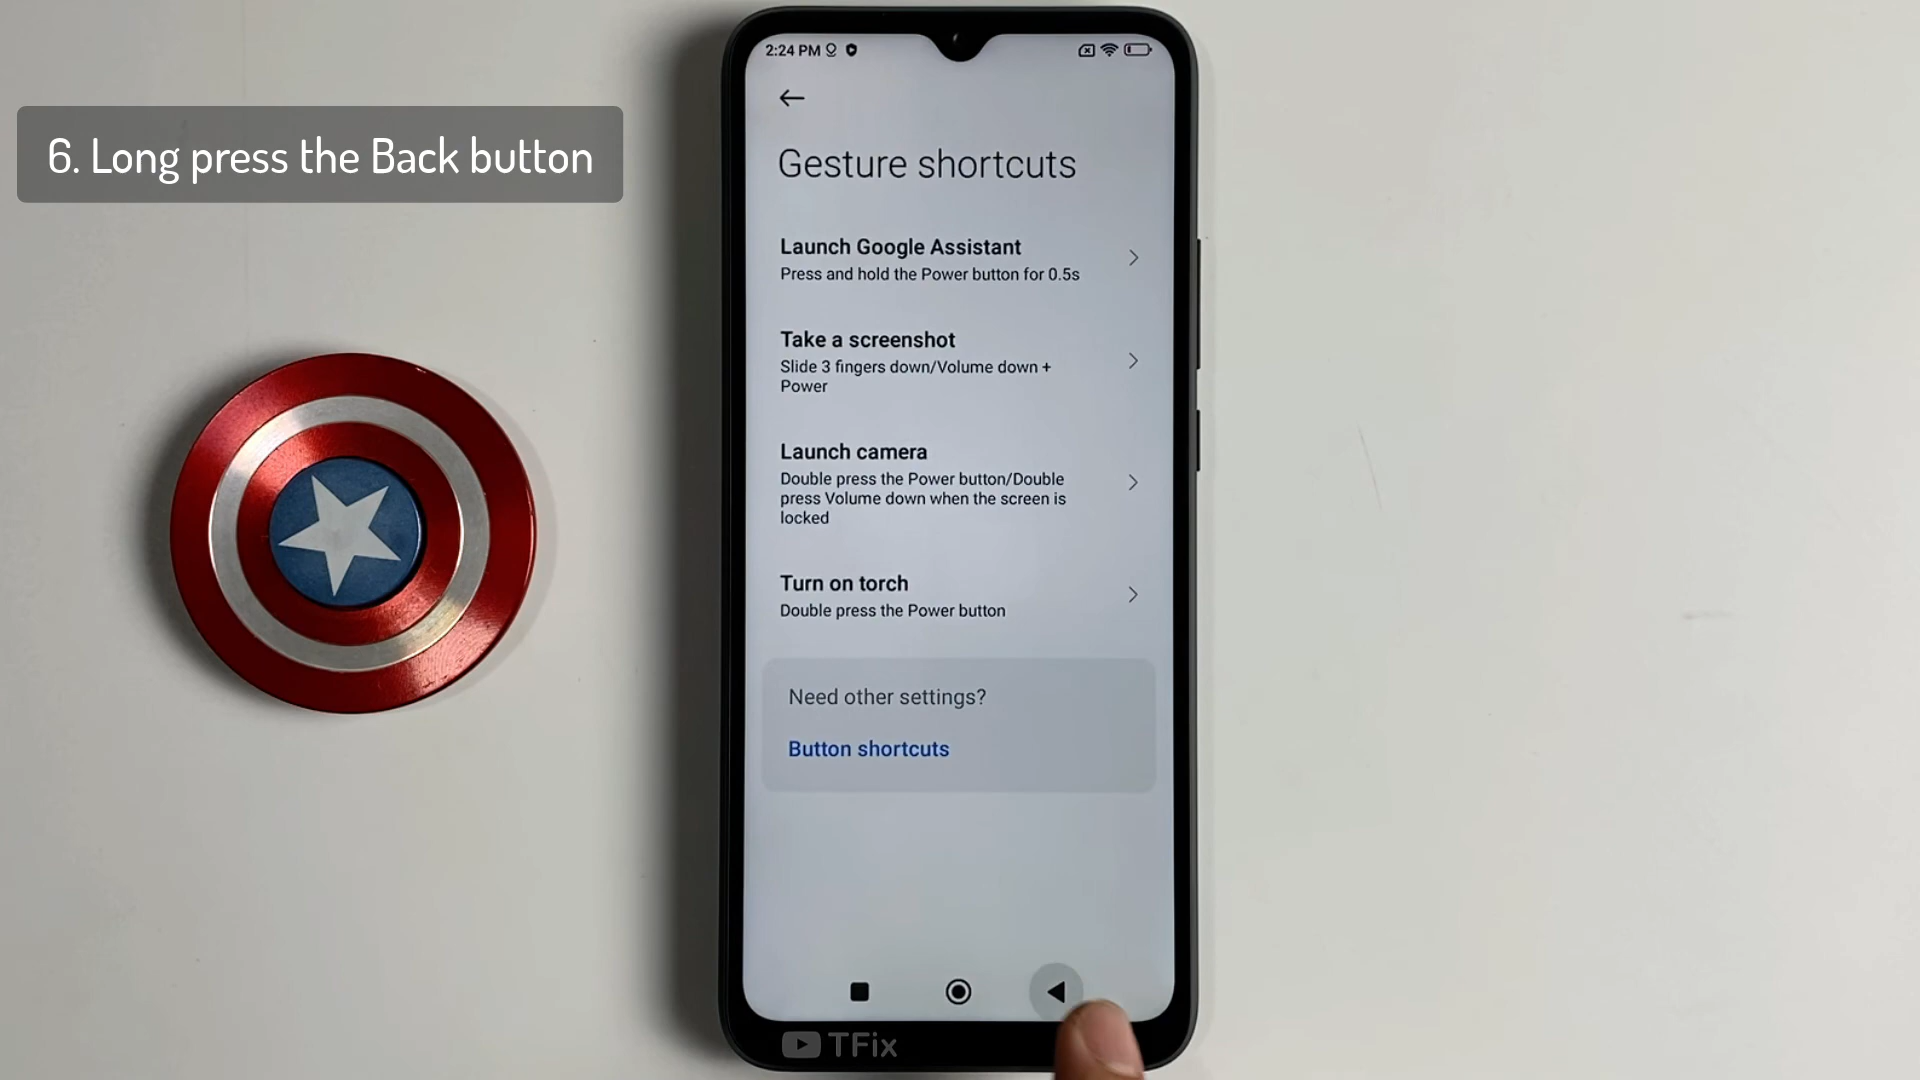 6. Long press the Back button
2:24 PM
Gesture shortcuts
Launch Google Assistant
Press and hold the Power button for 0.5s
Take a screenshot
Slide 3 fingers down/Volume down +
Power
Launch camera
Double press the Power button/Double
press Volume down when the screen is
locked
Turn on torch
Double press the Power button
Need other settings?
Button shortcuts
TFix